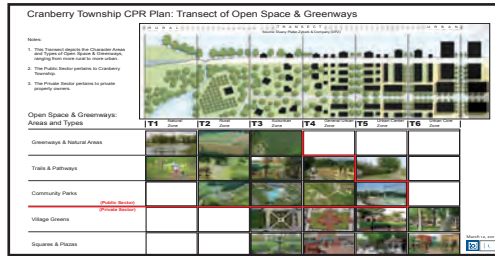 Cranberry Township CPR Plan: Transect of Open Space & Greenways
RURAL TRANSECT URBAN
Notes:
1. This Transect depicts the Character Areas
and Types of Open Space & Greenways,
ranging from more rural to more urban.
2. The Public Sector pertains to Cranberry
Township.
3. The Private Sector pertains to private
property owners.
Open Space & Greenways:
Areas and Types
T1 Natural Zone
T2 Rural Zone
T3 Suburban Zone
T4 General Urban Zone
T5 Urban Center Zone
T6 Urban Core Zone
Greenways & Natural Areas
Trails & Pathways
Community Parks
(Public Sector)
(Private Sector)
Village Greens
Squares & Plazas